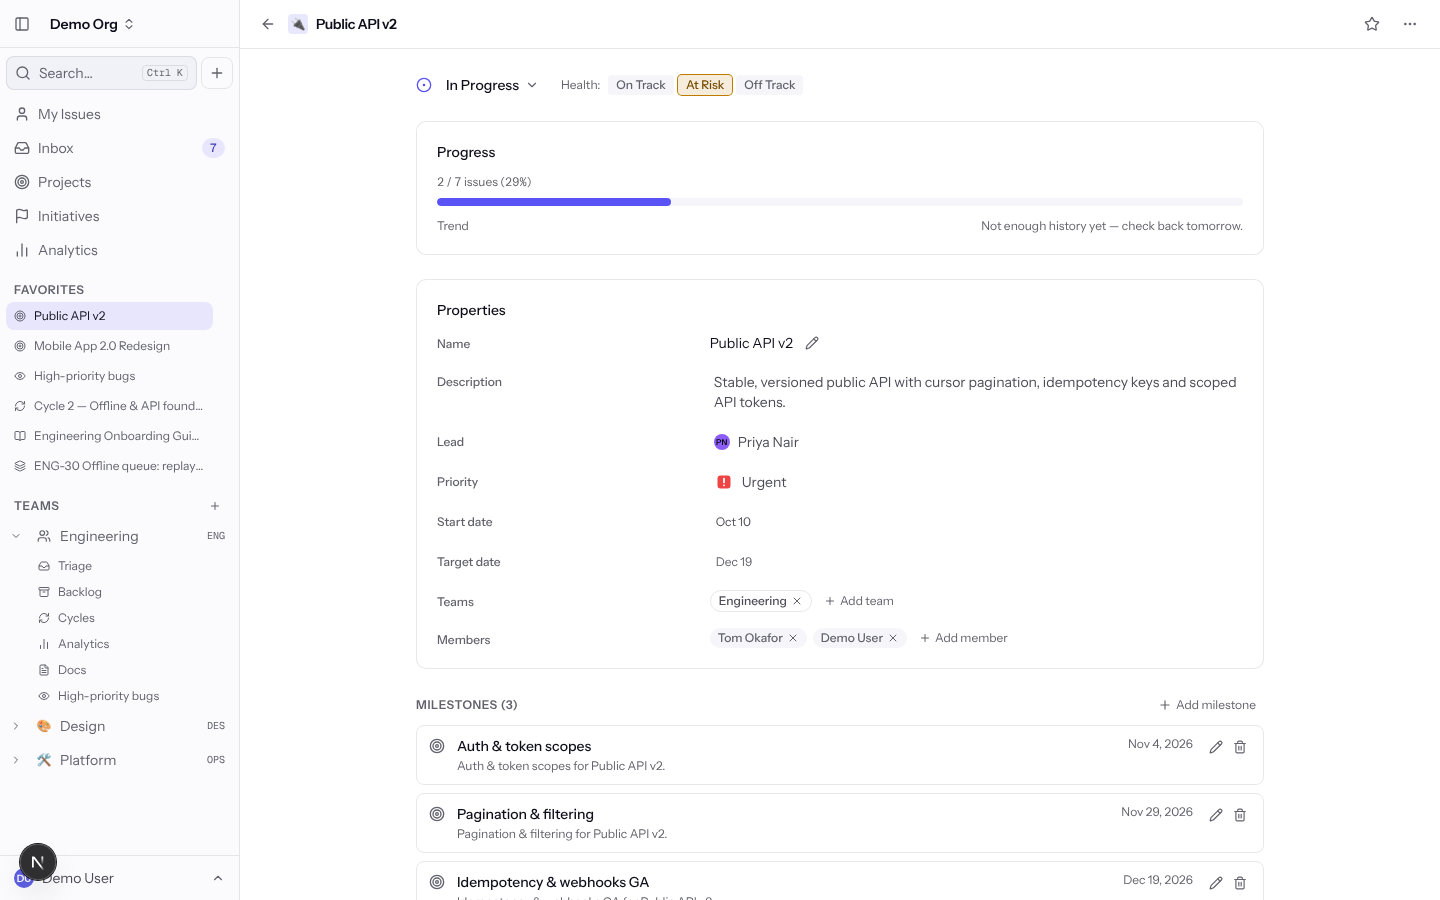 Demo Org
Search...
Ctrl K
My Issues
Inbox
7
Projects
Initiatives
Analytics
FAVORITES
Public API v2
Mobile App 2.0 Redesign
High-priority bugs
Cycle 2 — Offline & API found...
Engineering Onboarding Gui...
ENG-30 Offline queue: replay...
TEAMS
Engineering
ENG
Triage
Backlog
Cycles
Analytics
Docs
High-priority bugs
Design
DES
Platform
OPS
Demo User
Public API v2
In Progress
Health:
On Track
At Risk
Off Track
Progress
2 / 7 issues (29%)
Trend
Not enough history yet — check back tomorrow.
Properties
Name
Public API v2
Description
Stable, versioned public API with cursor pagination, idempotency keys and scoped
API tokens.
Lead
PN
Priya Nair
Priority
Urgent
Start date
Oct 10
Target date
Dec 19
Teams
Engineering
Add team
Members
Tom Okafor
Demo User
Add member
MILESTONES (3)
Add milestone
Auth & token scopes
Nov 4, 2026
Auth & token scopes for Public API v2.
Pagination & filtering
Nov 29, 2026
Pagination & filtering for Public API v2.
Idempotency & webhooks GA
Dec 19, 2026